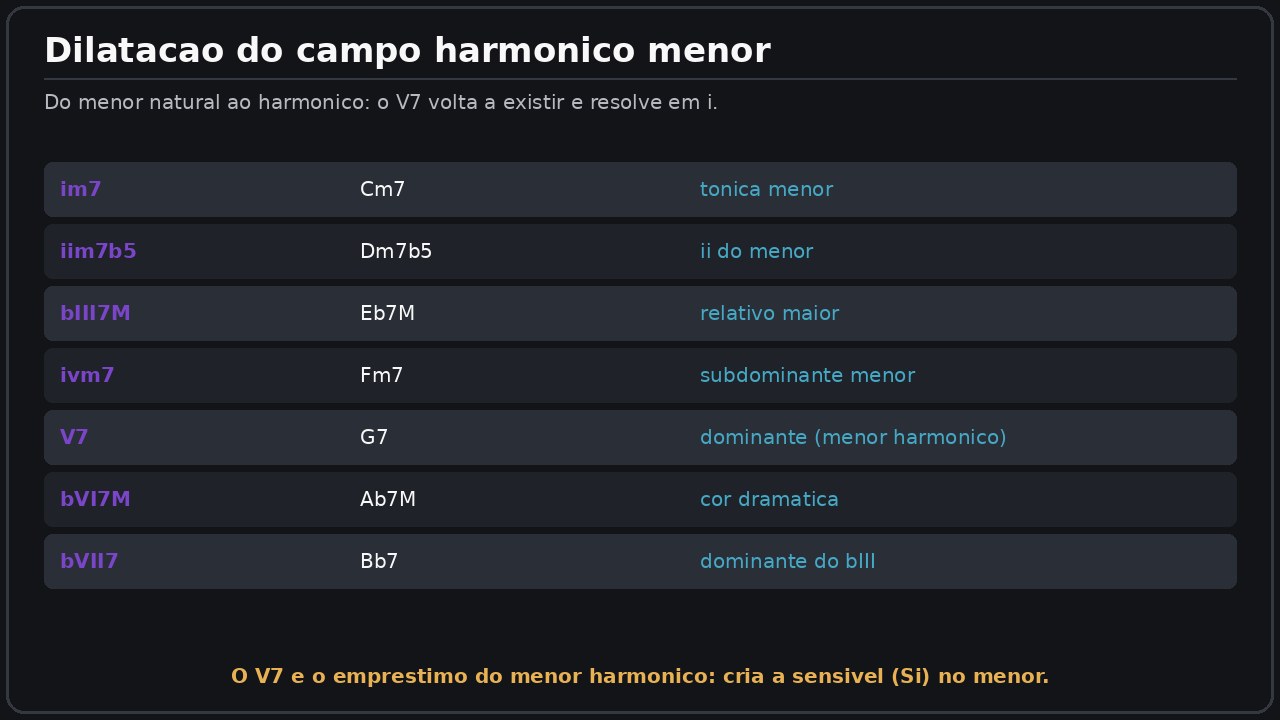 Dilatacao do campo harmonico menor
Do menor natural ao harmonico: o V7 volta a existir e resolve em i.
im7 Cm7 tonica menor
iim7b5 Dm7b5 ii do menor
bIII7M Eb7M relativo maior
ivm7 Fm7 subdominante menor
V7 G7 dominante (menor harmonico)
bVI7M Ab7M cor dramatica
bVII7 Bb7 dominante do bIII
O V7 e o emprestimo do menor harmonico: cria a sensivel (Si) no menor.